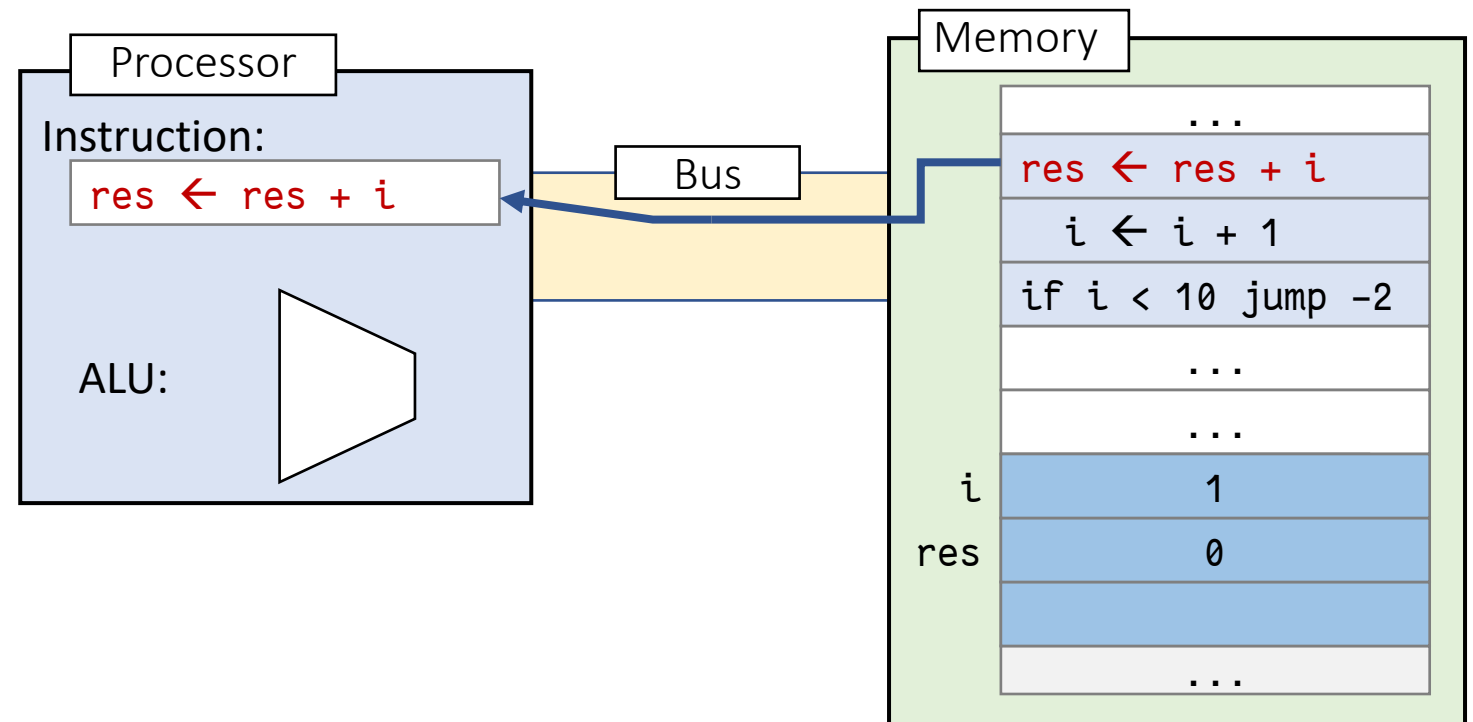 Processor
Instruction:
res ← res + i
ALU:
Bus
Memory
...
res ← res + i
i ← i + 1
if i < 10 jump -2
...
...
i 1
res 0
...